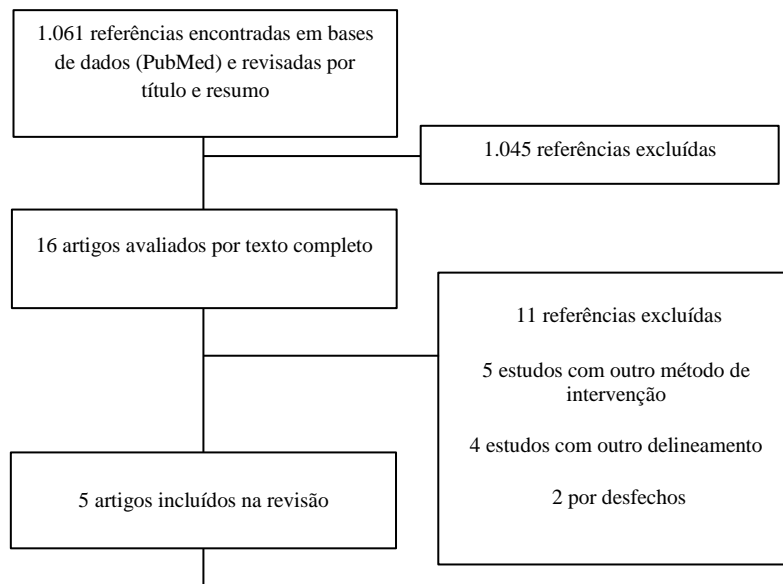 1.061 referências encontradas em bases
de dados (PubMed) e revisadas por
título e resumo
1.045 referências excluídas
16 artigos avaliados por texto completo
11 referências excluídas
5 estudos com outro método de
intervenção
4 estudos com outro delineamento
2 por desfechos
5 artigos incluídos na revisão